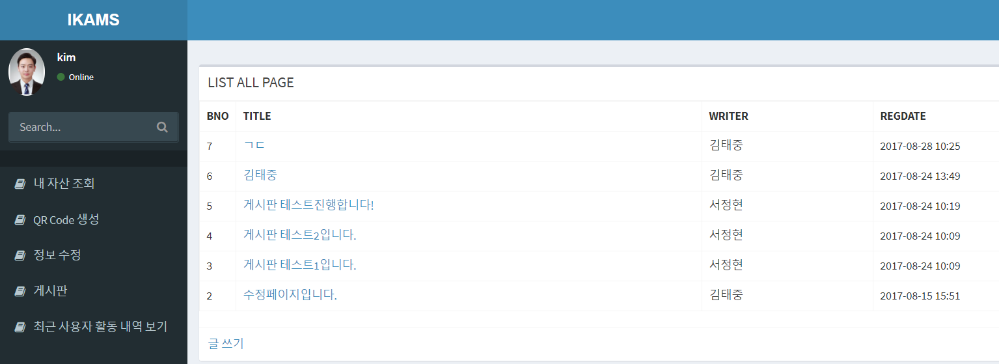 IKAMS
kim
Online
Search...
내 자산 조회
QR Code 생성
정보 수정
게시판
최근 사용자 활동 내역 보기
LIST ALL PAGE
BNO TITLE WRITER REGDATE
7 ㄱㄷ 김태중 2017-08-28 10:25
6 김태중 김태중 2017-08-24 13:49
5 게시판 테스트진행합니다! 서정현 2017-08-24 10:19
4 게시판 테스트2입니다. 서정현 2017-08-24 10:09
3 게시판 테스트1입니다. 서정현 2017-08-24 10:09
2 수정페이지입니다. 김태중 2017-08-15 15:51
글 쓰기